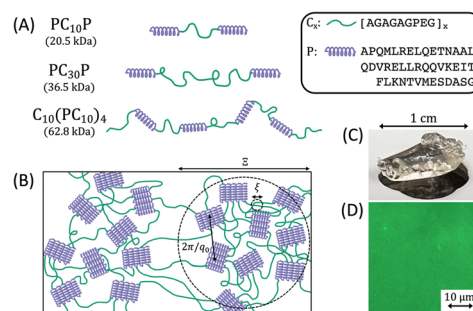 (A)
PC₁₀P
(20.5 kDa)
PC₃₀P
(36.5 kDa)
C₁₀(PC₁₀)₄
(62.8 kDa)
Cₓ: [AGAGAGPEG]ₓ
P: APQMLRELQETNAAL
QDVRELLRQQVKEIT
FLKNTVMESDASG
(B)
Ξ
ξ
2π/q₀
(C)
1 cm
(D)
10 μm